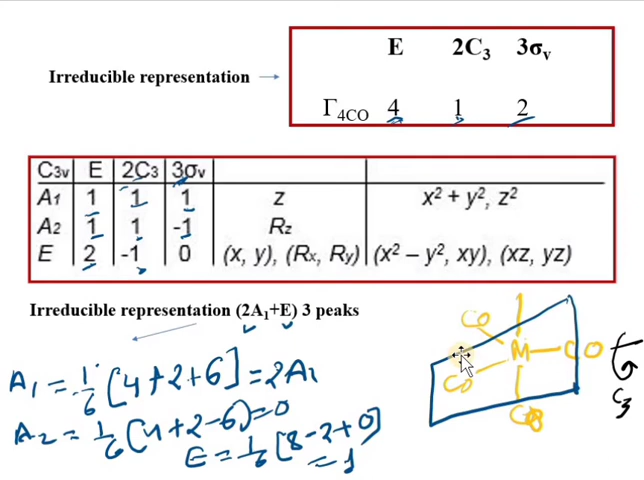 E 2C₃ 3σᵥ
Irreducible representation
Γ₄CO 4 1 2
C₃ᵥ E 2C₃ 3σᵥ
A₁ 1 1 1 z x² + y², z²
A₂ 1 1 -1 Rz
E 2 -1 0 (x, y), (Rx, Ry) (x² – y², xy), (xz, yz)
Irreducible representation (2A₁+E) 3 peaks
CO
M CO
CO
C₃
A₁ = 1/6 [4+2+6] = 2A₁
A₂ = 1/6 (4+2-6) = 0
E = 1/6 [8-2+0]
= 1